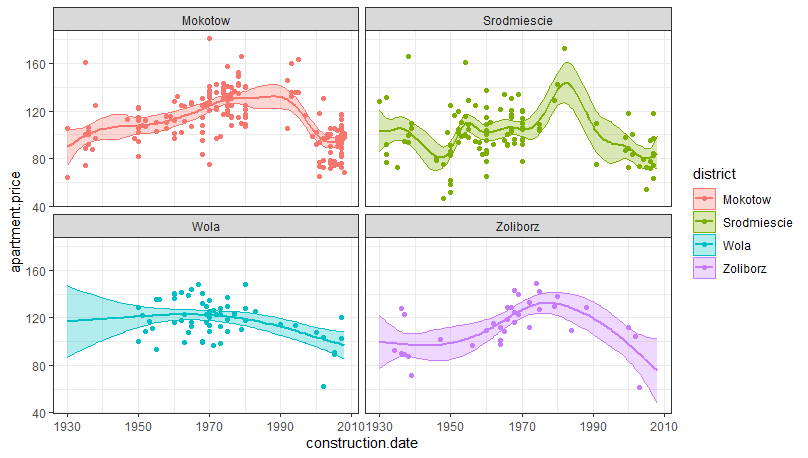 Mokotow
Srodmiescie
160
120
80
40
Wola
Zoliborz
160
120
80
40
1930
1950
1970
1990
2010
1930
1950
1970
1990
2010
apartment.price
construction.date
district
Mokotow
Srodmiescie
Wola
Zoliborz